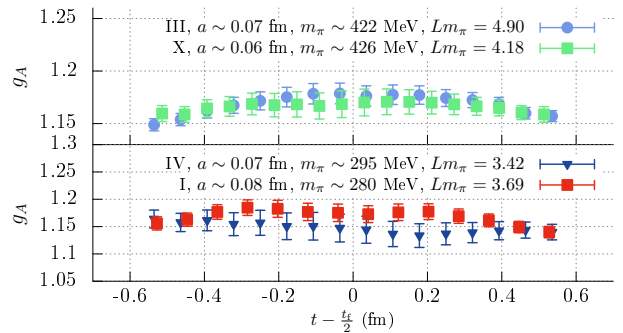 III, a ∼ 0.07 fm, m_π ∼ 422 MeV, Lm_π = 4.90
X, a ∼ 0.06 fm, m_π ∼ 426 MeV, Lm_π = 4.18
1.25
1.2
1.15
g_A
1.3
IV, a ∼ 0.07 fm, m_π ∼ 295 MeV, Lm_π = 3.42
I, a ∼ 0.08 fm, m_π ∼ 280 MeV, Lm_π = 3.69
1.25
1.2
1.15
1.1
1.05
g_A
-0.6 -0.4 -0.2 0 0.2 0.4 0.6
t − t_f/2 (fm)